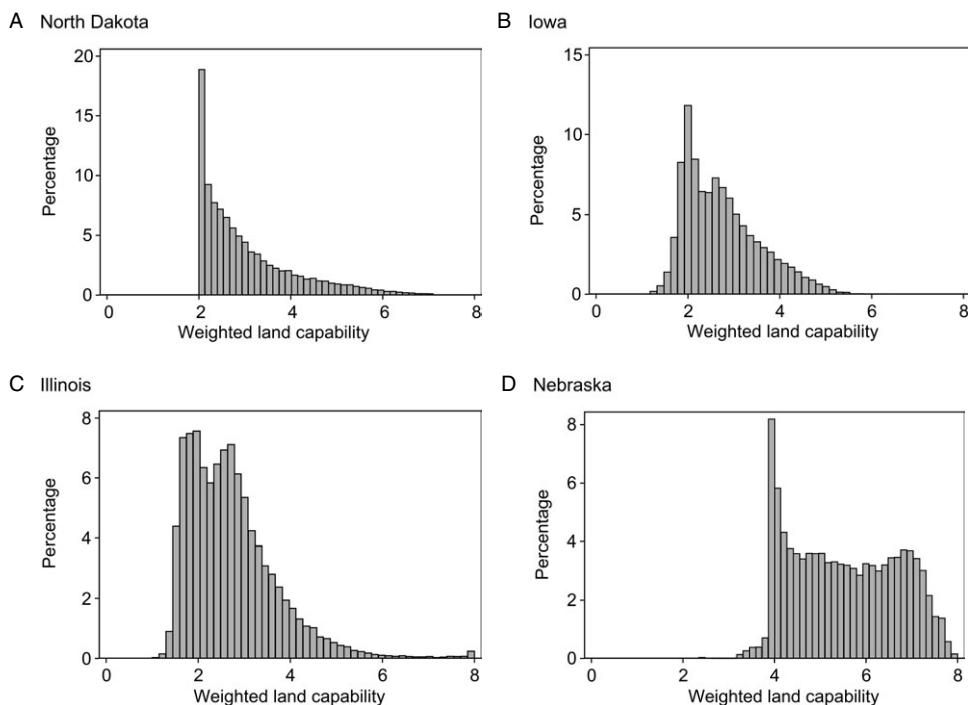 A North Dakota
20
15
10
5
0
Percentage
0 2 4 6 8
Weighted land capability
B Iowa
15
10
5
0
Percentage
0 2 4 6 8
Weighted land capability
C Illinois
8
6
4
2
0
Percentage
0 2 4 6 8
Weighted land capability
D Nebraska
8
6
4
2
0
Percentage
0 2 4 6 8
Weighted land capability